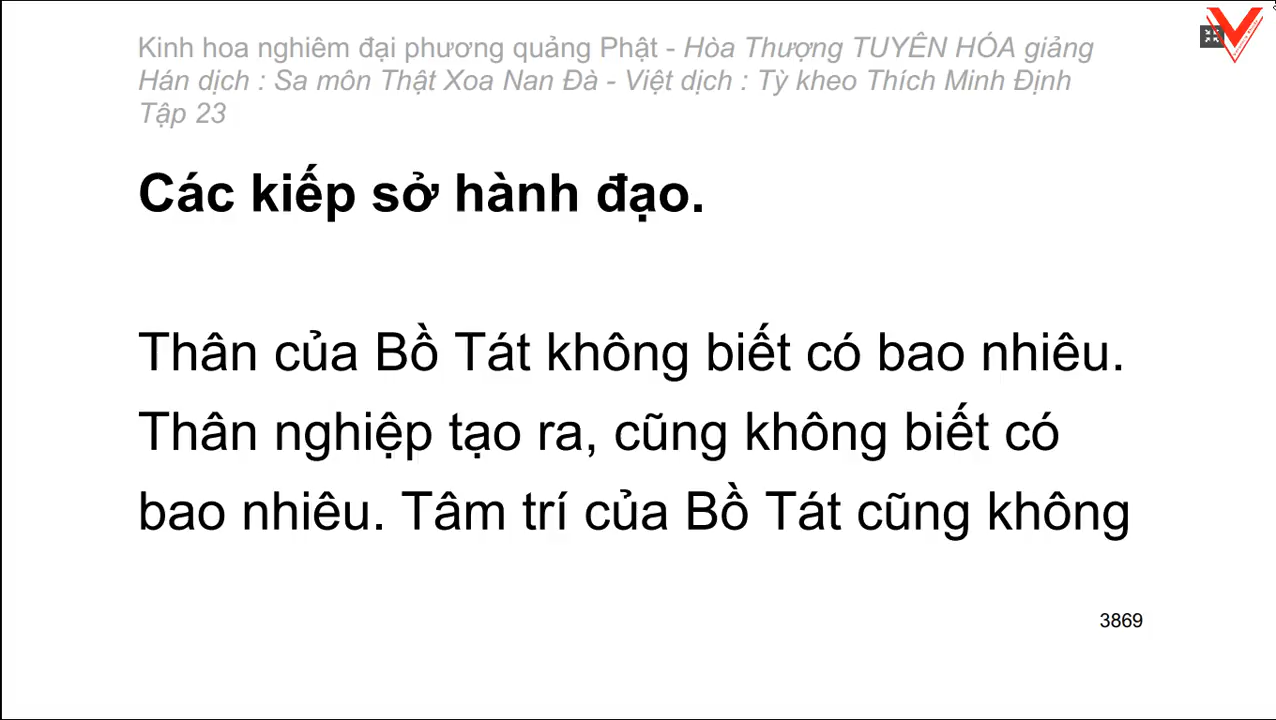 Kinh hoa nghiêm đại phương quảng Phật - Hòa Thượng TUYÊN HÓA giảng
Hán dịch : Sa môn Thật Xoa Nan Đà - Việt dịch : Tỳ kheo Thích Minh Định
Tập 23
Các kiếp sở hành đạo.
Thân của Bồ Tát không biết có bao nhiêu.
Thân nghiệp tạo ra, cũng không biết có
bao nhiêu. Tâm trí của Bồ Tát cũng không
3869